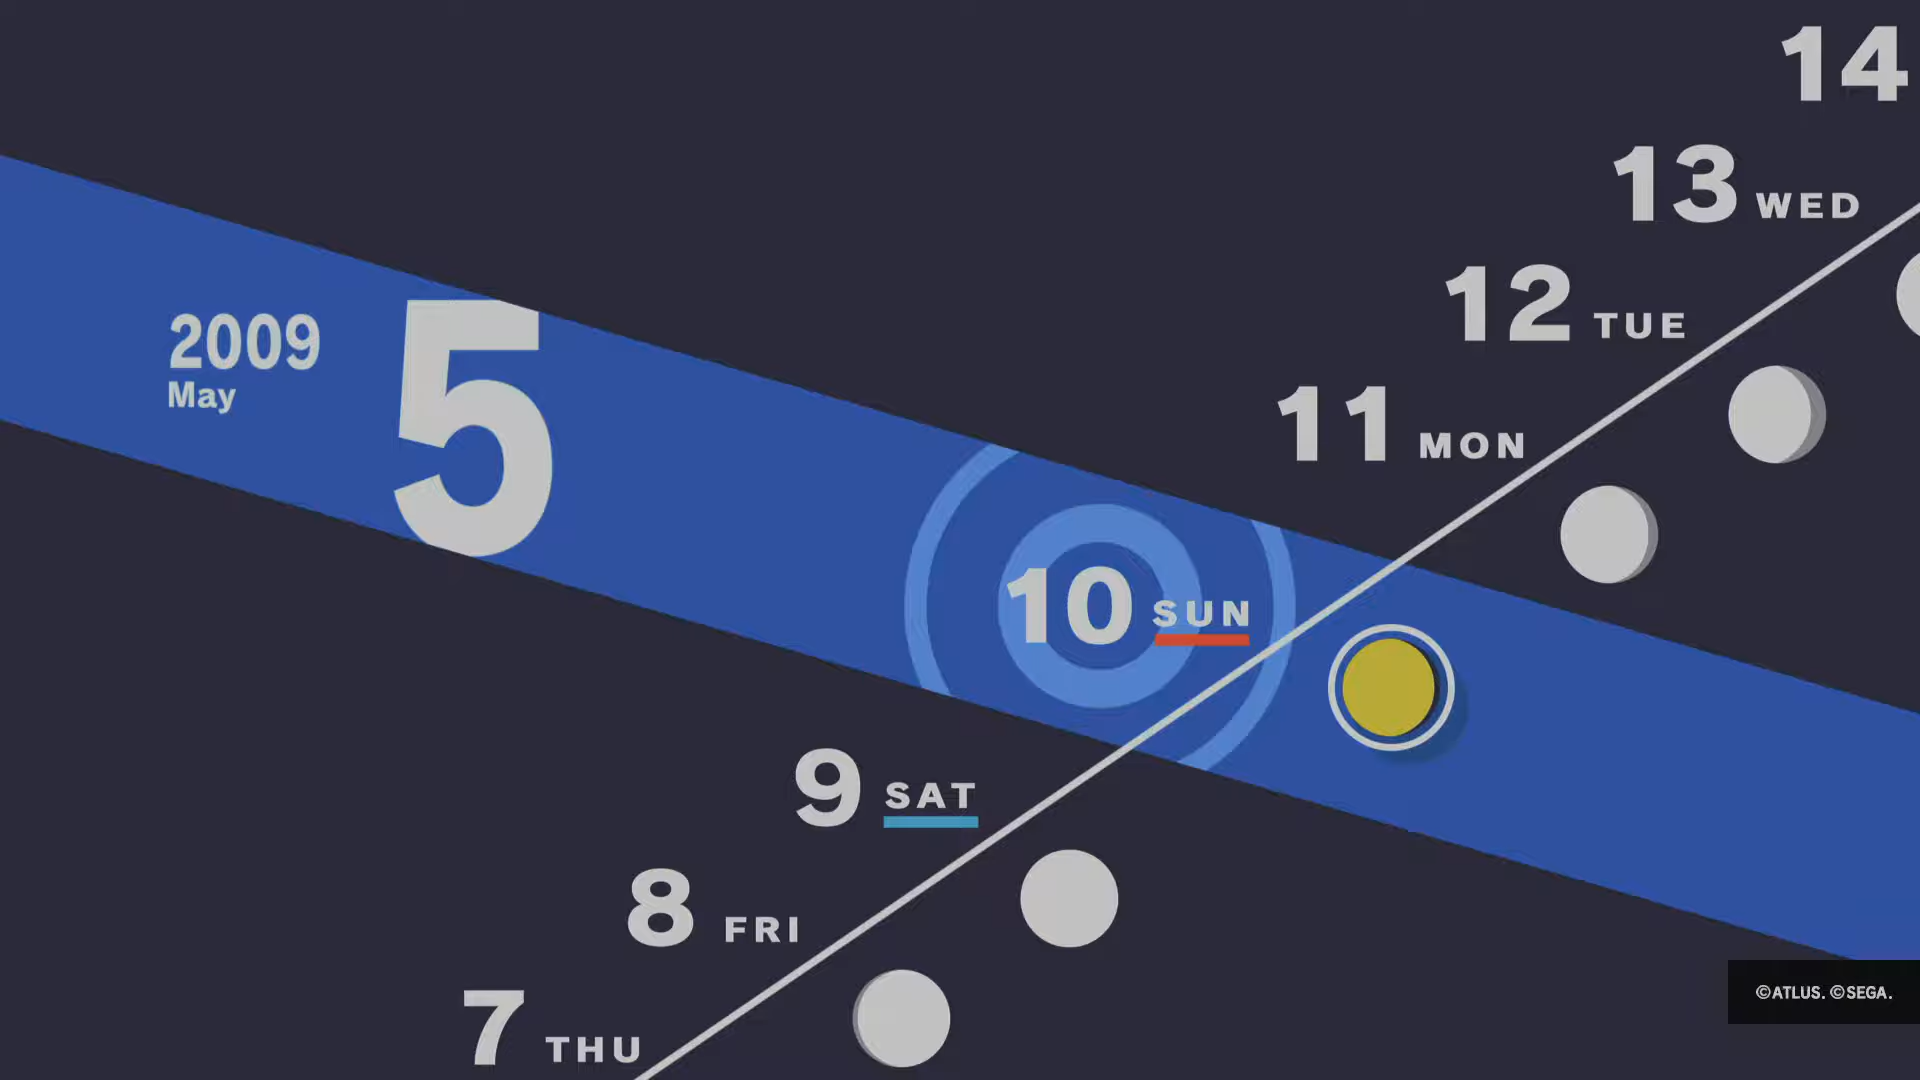 14
13 WED
12 TUE
11 MON
2009
May
5
10 SUN
9 SAT
8 FRI
7 THU
©ATLUS. ©SEGA.